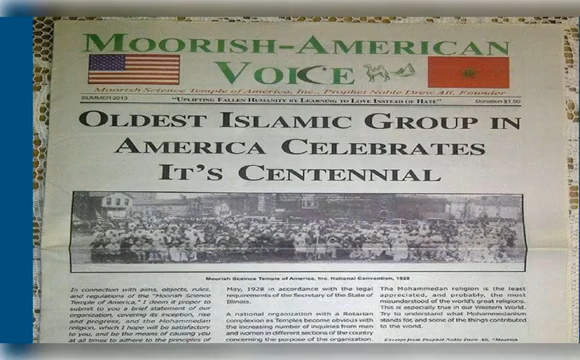 MOORISH-AMERICAN
VOICE
Moorish Science Temple of America, Inc., Prophet Noble Drew Ali, Founder
SUMMER 2013
"UPLIFTING FALLEN HUMANITY BY LEARNING TO LOVE INSTEAD OF HATE"
Donation $1.50
OLDEST ISLAMIC GROUP IN
AMERICA CELEBRATES
IT'S CENTENNIAL
Moorish Science Temple of America, Inc. National Convention, 1928
In connection with aims, objects, rules,
and regulations of the "Moorish Science
Temple of America," I deem it proper to
submit to you a brief statement of our
organization, covering its inception, rise
and progress, and the Mohammedan
religion, which I hope will be satisfactory
to you, and be the means of causing you
at all times to adhere to the principles of
May, 1928 in accordance with the legal
requirements of the Secretary of the State of
Illinois.
A national organization with a Rotarian
complexion as Temples become obvious with
the increasing number of inquiries from men
and women in different sections of the country
concerning the purpose of the organization.
The Mohammedan religion is the least
appreciated, and probably, the most
misunderstood of the world's great religions.
This is especially true in our Western World.
Try to understand what Mohammedanism
stands for, and some of the things contributed
to the world.
Excerpt from Prophet Noble Drew Ali, "Moorish